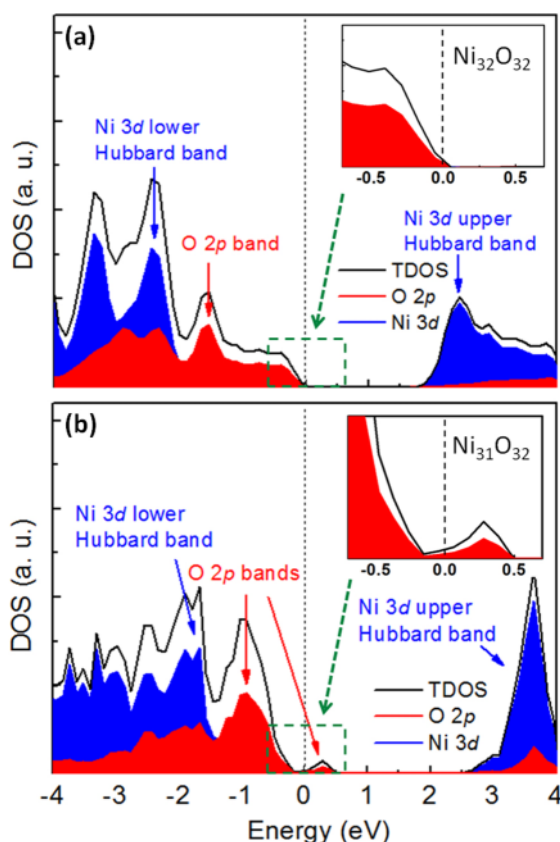 (a)
Ni₃₂O₃₂
-0.5 0.0 0.5
Ni 3d lower
Hubbard band
O 2p band
Ni 3d upper
Hubbard band
TDOS
O 2p
Ni 3d
DOS (a. u.)
(b)
Ni₃₁O₃₂
-0.5 0.0 0.5
Ni 3d lower
Hubbard band
O 2p bands
Ni 3d upper
Hubbard band
TDOS
O 2p
Ni 3d
DOS (a. u.)
-4 -3 -2 -1 0 1 2 3 4
Energy (eV)